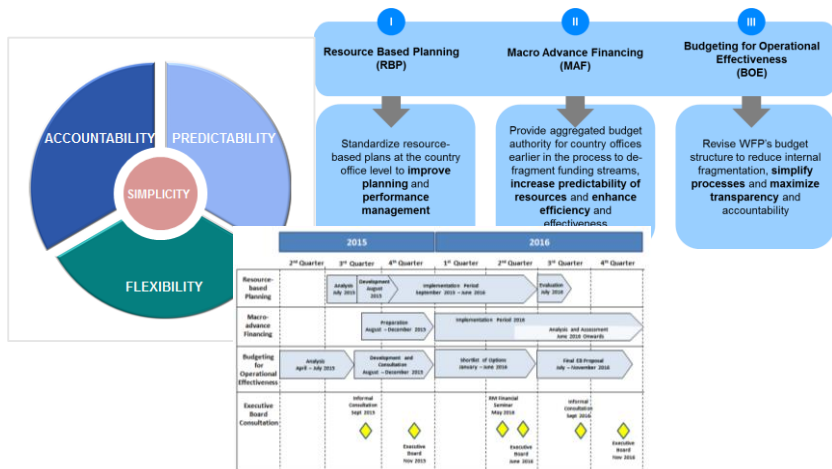 ACCOUNTABILITY
PREDICTABILITY
SIMPLICITY
FLEXIBILITY
I
Resource Based Planning
(RBP)
II
Macro Advance Financing
(MAF)
III
Budgeting for Operational
Effectiveness
(BOE)
Standardize resource-
based plans at the country
office level to improve
planning and
performance
management
Provide aggregated budget
authority for country offices
earlier in the process to de-
fragment funding streams,
increase predictability of
resources and enhance
efficiency and
effectiveness
Revise WFP's budget
structure to reduce internal
fragmentation, simplify
processes and maximize
transparency and
accountability
2015
2016
2nd Quarter
3rd Quarter
4th Quarter
1st Quarter
2nd Quarter
3rd Quarter
4th Quarter
Resource-
based
Planning
Analysis
July 2015
Development
August
2015
Implementation Period
September 2015 – June 2016
Evaluation
July 2016
Macro-
advance
Financing
Preparation
August – December 2015
Implementation Period 2016
Analysis and Assessment
June 2016 Onwards
Budgeting
for
Operational
Effectiveness
Analysis
April – July 2015
Development and
Consultation
August – December 2015
Shortlist of Options
January – June 2016
Final EB Proposal
July – November 2016
Executive
Board
Consultation
Informal
Consultation
Sept 2015
Executive
Board
Nov 2015
RM Financial
Seminar
May 2016
Executive
Board
June 2016
Informal
Consultation
Sept 2016
Executive
Board
Nov 2016